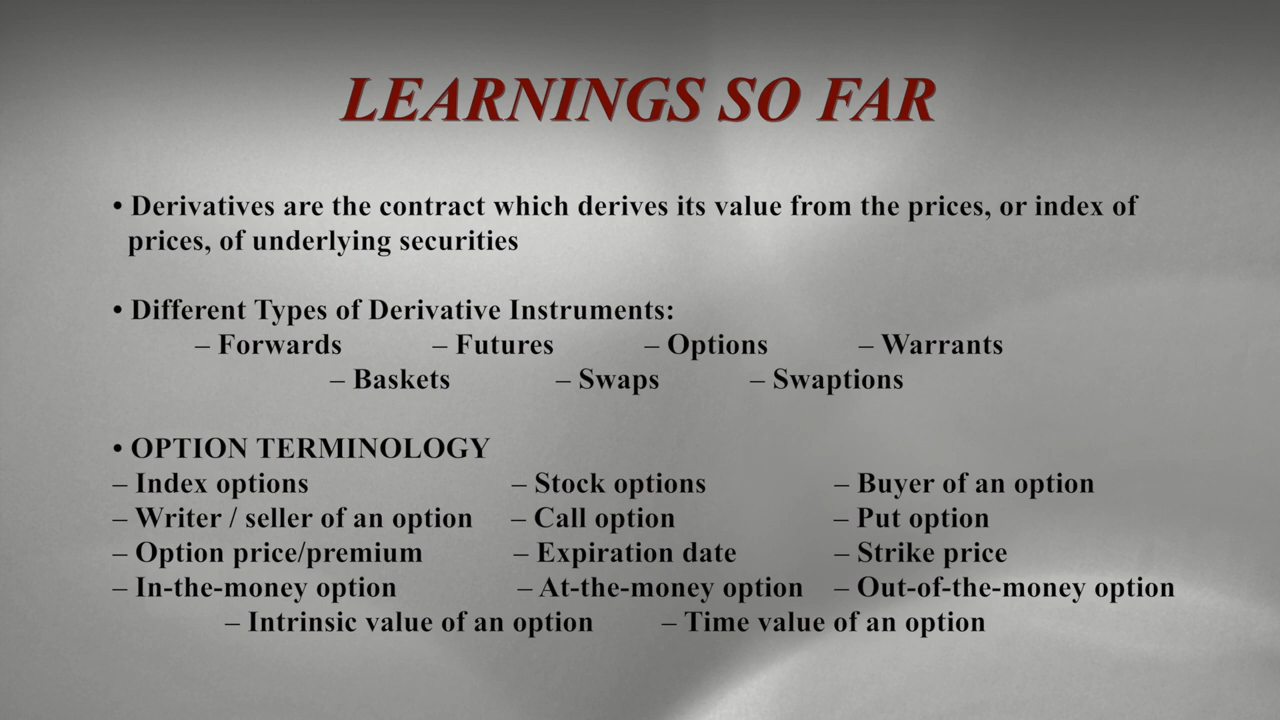 LEARNINGS SO FAR
• Derivatives are the contract which derives its value from the prices, or index of
prices, of underlying securities
• Different Types of Derivative Instruments:
– Forwards – Futures – Options – Warrants
– Baskets – Swaps – Swaptions
• OPTION TERMINOLOGY
– Index options – Stock options – Buyer of an option
– Writer / seller of an option – Call option – Put option
– Option price/premium – Expiration date – Strike price
– In-the-money option – At-the-money option – Out-of-the-money option
– Intrinsic value of an option – Time value of an option